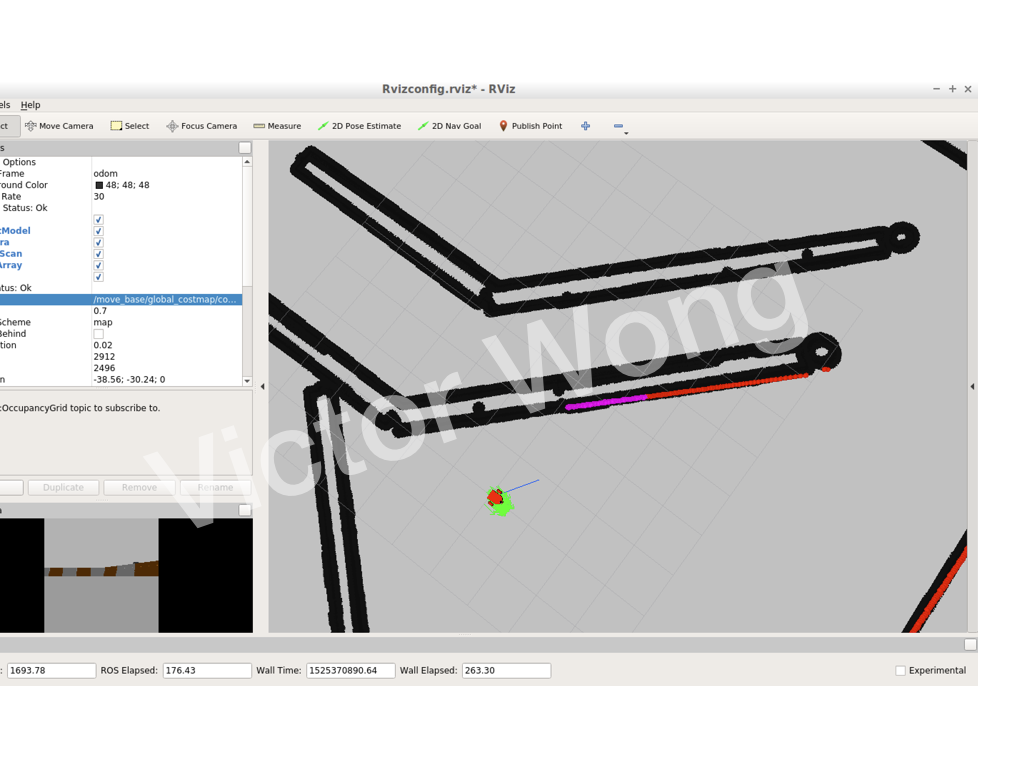 Rvizconfig.rviz* - RViz
els Help
ct Move Camera Select Focus Camera Measure 2D Pose Estimate 2D Nav Goal Publish Point
s
Options
Frame odom
ound Color 48; 48; 48
Rate 30
Status: Ok
tModel
ra
Scan
Array
tus: Ok
/move_base/global_costmap/co...
0.7
Scheme map
Behind
tion 0.02
2912
2496
n -38.56; -30.24; 0
:OccupancyGrid topic to subscribe to.
Duplicate Remove Rename
a
Victor Wong
: 1693.78 ROS Elapsed: 176.43 Wall Time: 1525370890.64 Wall Elapsed: 263.30 Experimental